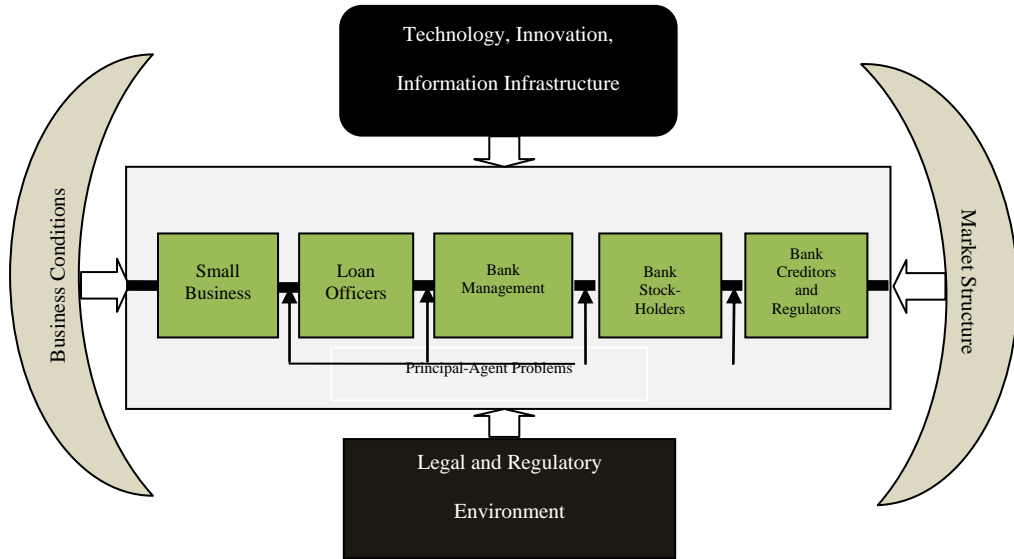 Technology, Innovation,
Information Infrastructure
Business Conditions
Small
Business
Loan
Officers
Bank
Management
Bank
Stock-
Holders
Bank
Creditors
and
Regulators
Market Structure
Principal-Agent Problems
Legal and Regulatory
Environment